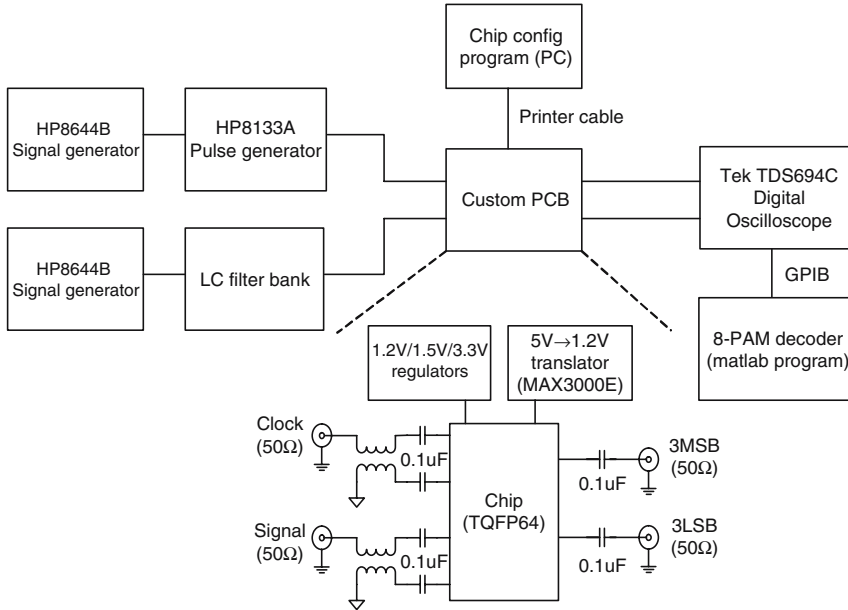 Chip config
program (PC)
Printer cable
HP8644B
Signal generator
HP8133A
Pulse generator
Custom PCB
Tek TDS694C
Digital
Oscilloscope
HP8644B
Signal generator
LC filter bank
GPIB
8-PAM decoder
(matlab program)
1.2V/1.5V/3.3V
regulators
5V→1.2V
translator
(MAX3000E)
Clock
(50Ω)
0.1uF
Signal
(50Ω)
0.1uF
Chip
(TQFP64)
3MSB
(50Ω)
0.1uF
3LSB
(50Ω)
0.1uF